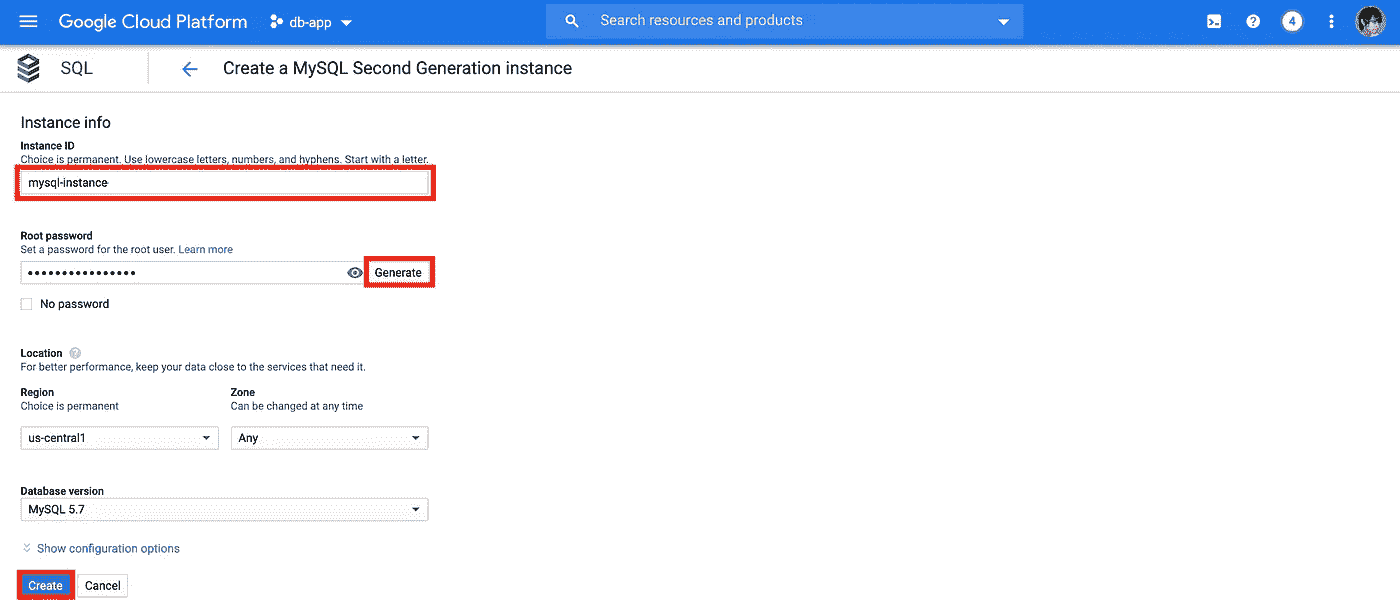 Google Cloud Platform db-app Search resources and products 4
SQL Create a MySQL Second Generation instance
Instance info
Instance ID
Choice is permanent. Use lowercase letters, numbers, and hyphens. Start with a letter.
mysql-instance
Root password
Set a password for the root user. Learn more
•••••••••••••••• Generate
No password
Location
For better performance, keep your data close to the services that need it.
Region Zone
Choice is permanent Can be changed at any time
us-central1 Any
Database version
MySQL 5.7
Show configuration options
Create Cancel